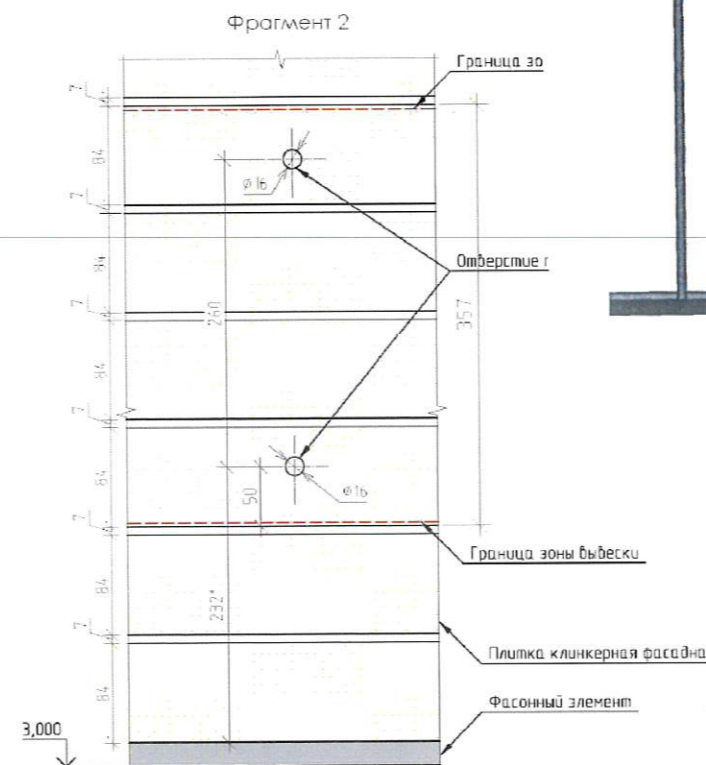 Фрагмент 2
Граница зо
7
84
ø16
7
Отверстие г
84
260
357
7
84
7
84
50
ø16
7
Граница зоны вывески
84
232*
7
Плитка клинкерная фасадна
84
Фасонный элемент
3,000